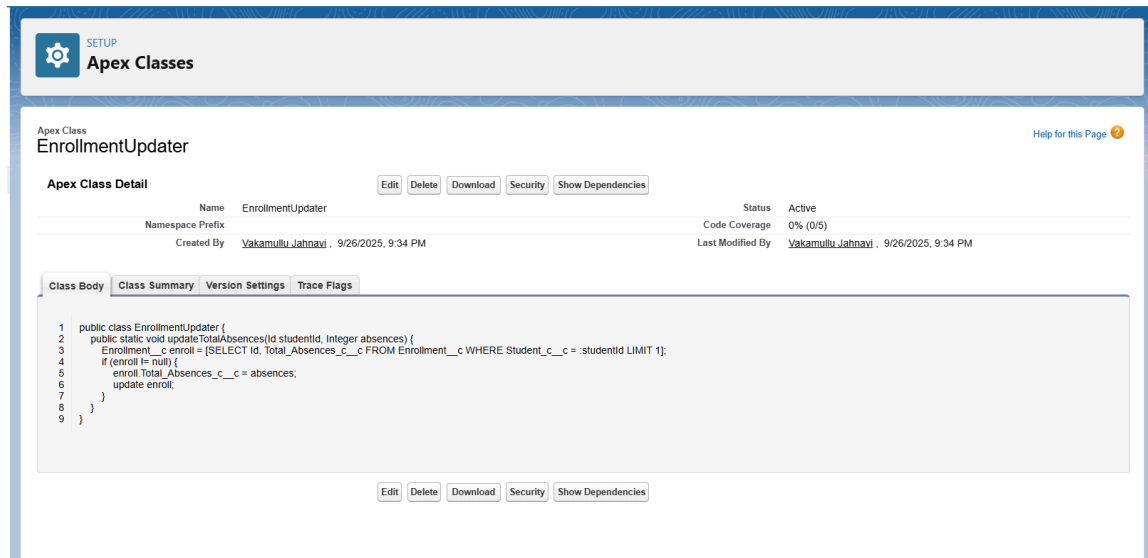 SETUP
Apex Classes
Apex Class
EnrollmentUpdater
Help for this Page ?
Apex Class Detail
Edit Delete Download Security Show Dependencies
Name EnrollmentUpdater Status Active
Namespace Prefix Code Coverage 0% (0/5)
Created By Vakamullu Jahnavi , 9/26/2025, 9:34 PM Last Modified By Vakamullu Jahnavi , 9/26/2025, 9:34 PM
Class Body Class Summary Version Settings Trace Flags
1 public class EnrollmentUpdater {
2 public static void updateTotalAbsences(Id studentId, Integer absences) {
3 Enrollment__c enroll = [SELECT Id, Total_Absences_c__c FROM Enrollment__c WHERE Student_c__c = :studentId LIMIT 1];
4 if (enroll != null) {
5 enroll.Total_Absences_c__c = absences;
6 update enroll;
7 }
8 }
9 }
Edit Delete Download Security Show Dependencies